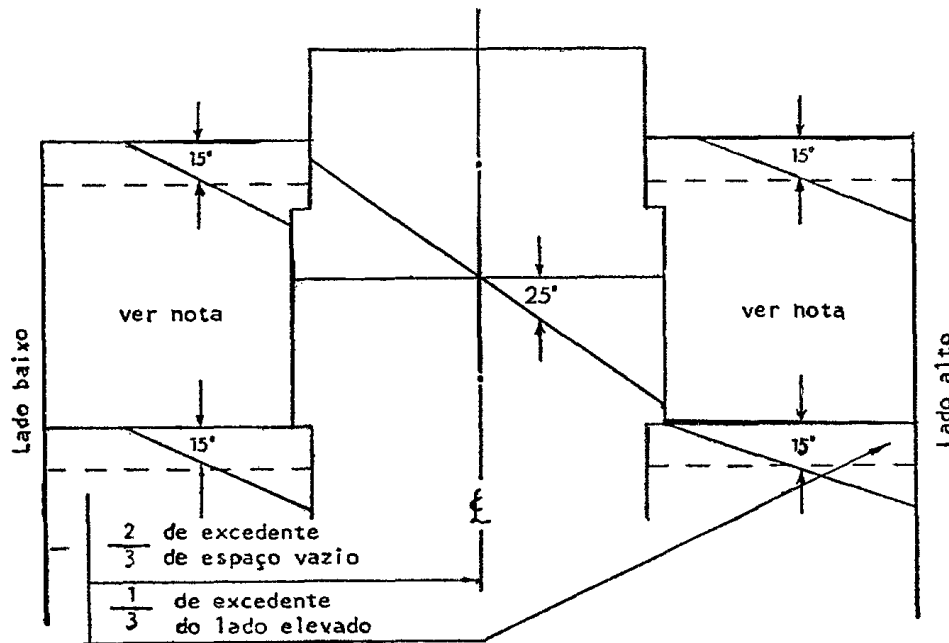 15°
15°
25°
ver nota
ver nota
Lado baixo
Lado alto
15°
15°
℄
2/3 de excedente
de espaço vazio
1/3 de excedente
do lado elevado